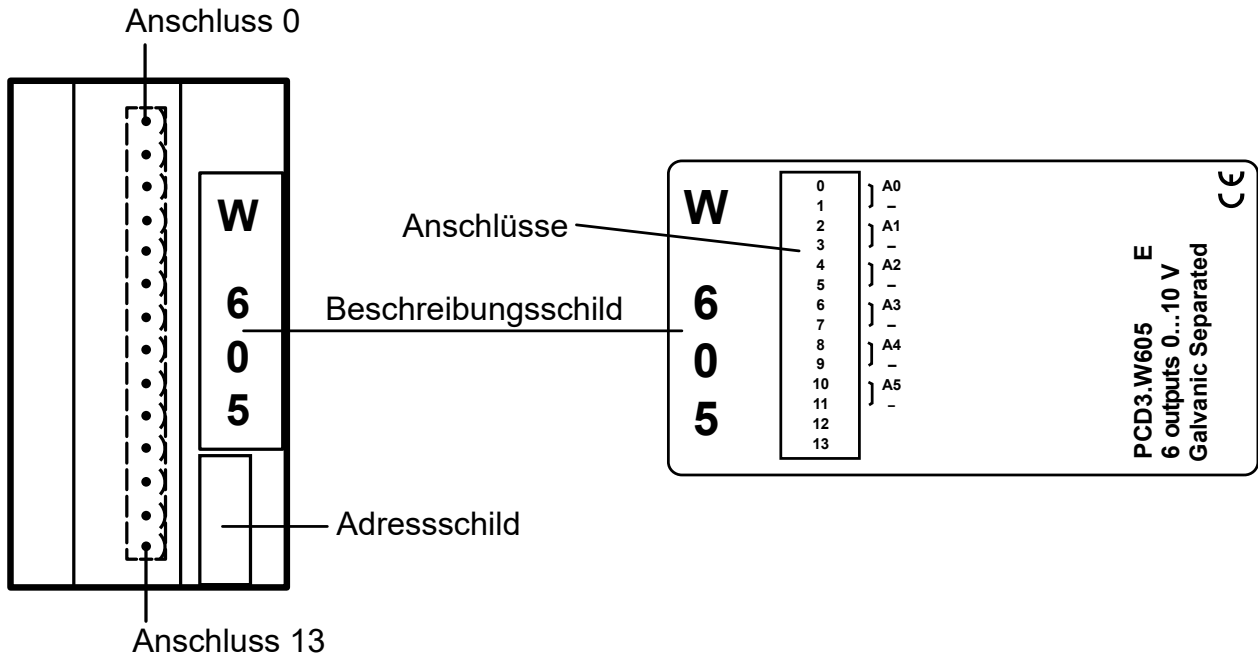 Anschluss 0
W
6
0
5
Anschlüsse
Beschreibungsschild
Adressschild
Anschluss 13
W
6
0
5
0 A0
1 –
2 A1
3 –
4 A2
5 –
6 A3
7 –
8 A4
9 –
10 A5
11 –
12
13
PCD3.W605 E
6 outputs 0...10 V
Galvanic Separated
CE